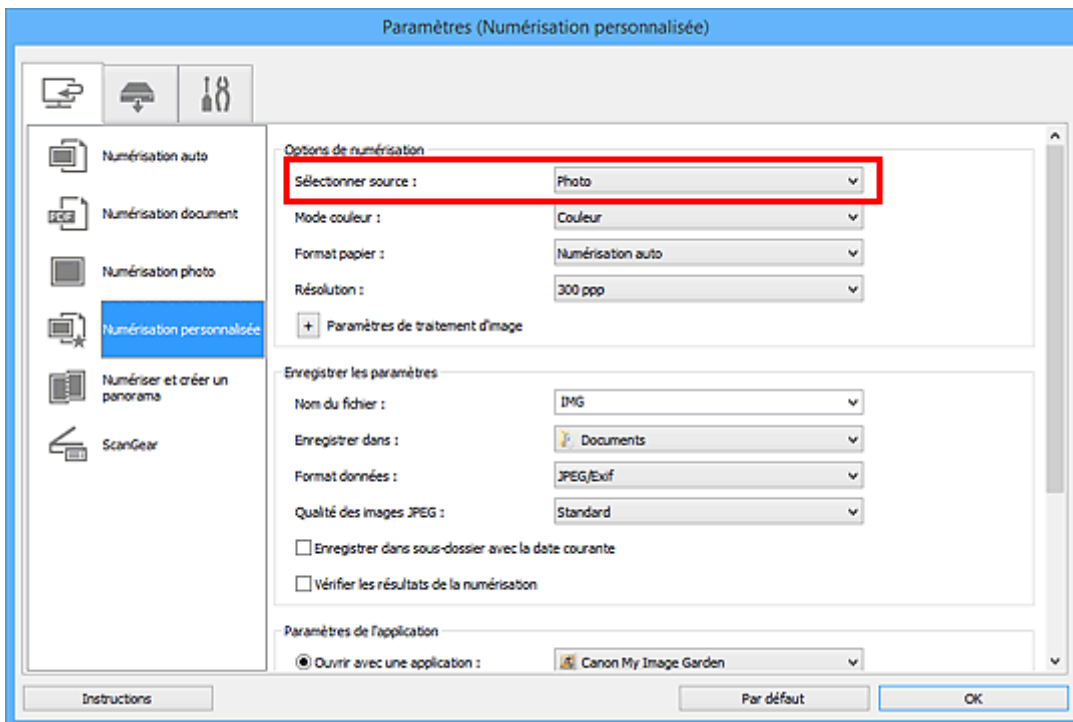 Paramètres (Numérisation personnalisée)
Numérisation auto
PDF
Numérisation document
Numérisation photo
Numérisation personnalisée
Numériser et créer un
panorama
ScanGear
Options de numérisation
Sélectionner source : Photo
Mode couleur : Couleur
Format papier : Numérisation auto
Résolution : 300 ppp
+ Paramètres de traitement d'image
Enregistrer les paramètres
Nom du fichier : IMG
Enregistrer dans : Documents
Format données : JPEG/Exif
Qualité des images JPEG : Standard
Enregistrer dans sous-dossier avec la date courante
Vérifier les résultats de la numérisation
Paramètres de l'application
Ouvrir avec une application : Canon My Image Garden
Instructions
Par défaut
OK